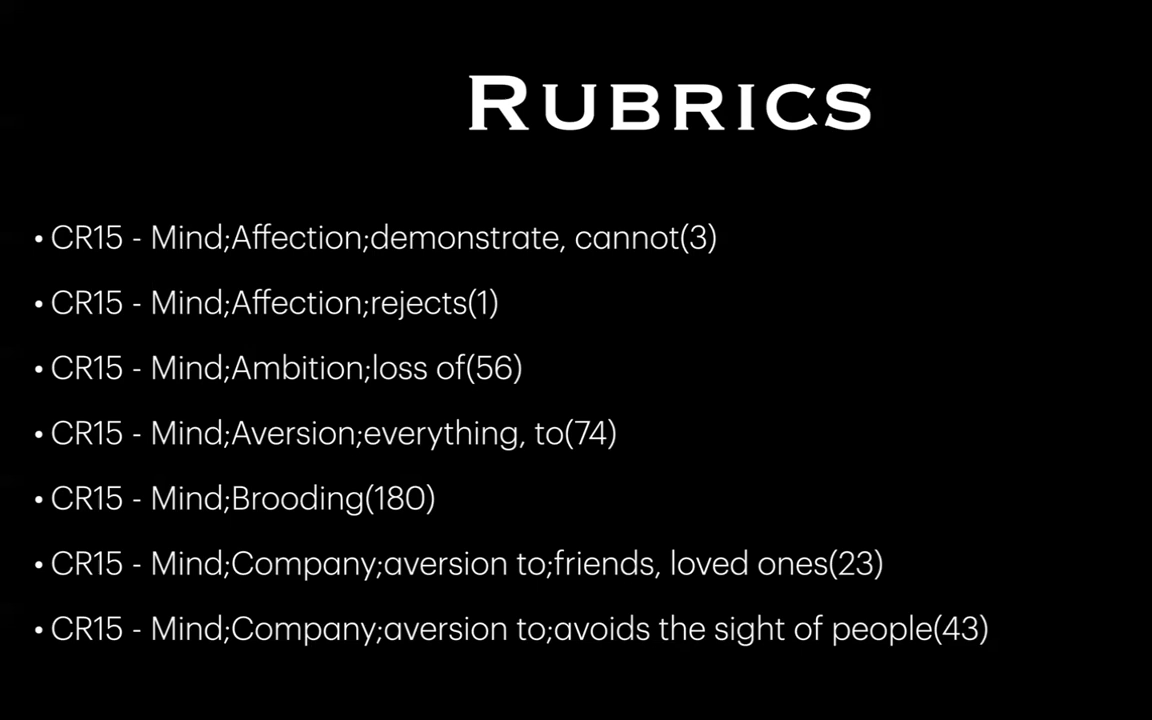 RUBRICS
• CR15 - Mind;Affection;demonstrate, cannot(3)
• CR15 - Mind;Affection;rejects(1)
• CR15 - Mind;Ambition;loss of(56)
• CR15 - Mind;Aversion;everything, to(74)
• CR15 - Mind;Brooding(180)
• CR15 - Mind;Company;aversion to;friends, loved ones(23)
• CR15 - Mind;Company;aversion to;avoids the sight of people(43)